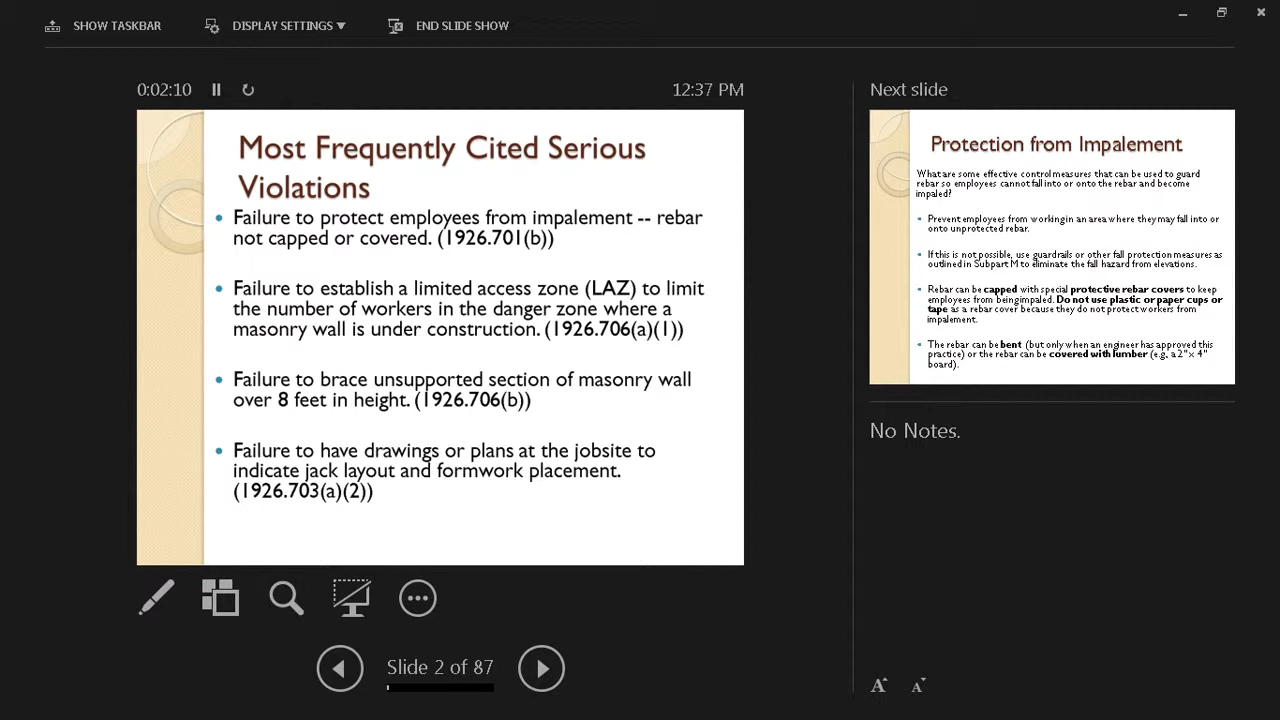 SHOW TASKBAR
DISPLAY SETTINGS
END SLIDE SHOW
0:02:10
12:37 PM
Most Frequently Cited Serious
Violations
• Failure to protect employees from impalement -- rebar
not capped or covered. (1926.701(b))
• Failure to establish a limited access zone (LAZ) to limit
the number of workers in the danger zone where a
masonry wall is under construction. (1926.706(a)(1))
• Failure to brace unsupported section of masonry wall
over 8 feet in height. (1926.706(b))
• Failure to have drawings or plans at the jobsite to
indicate jack layout and formwork placement.
(1926.703(a)(2))
Slide 2 of 87
Next slide
Protection from Impalement
What are some effective control measures that can be used to guard
rebar so employees cannot fall into or onto the rebar and become
impaled?
• Prevent employees from working in an area where they may fall into or
onto unprotected rebar.
• If this is not possible, use guardrails or other fall protection measures as
outlined in Subpart M to eliminate the fall hazard from elevations.
• Rebar can be capped with special protective rebar covers to keep
employees from being impaled. Do not use plastic or paper cups or
tape as a rebar cover because they do not protect workers from
impalement.
• The rebar can be bent (but only when an engineer has approved this
practice) or the rebar can be covered with lumber (e.g., a 2" x 4"
board).
No Notes.
A A